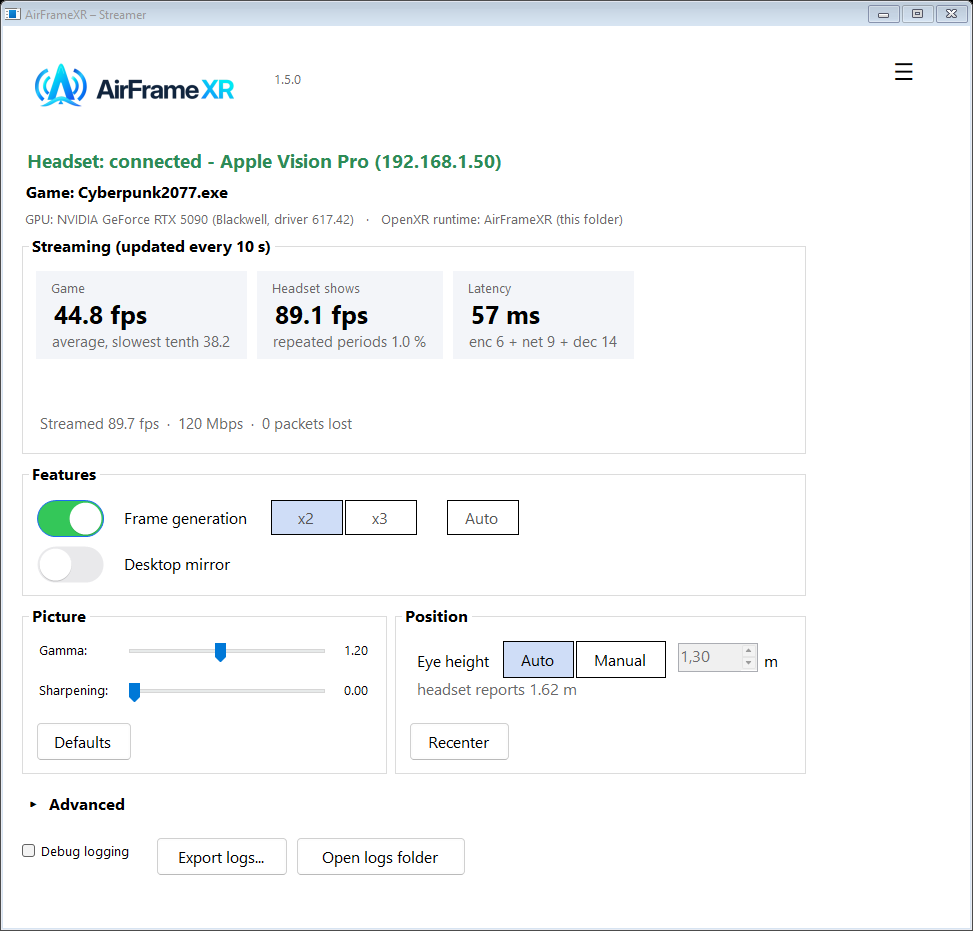 AirFrameXR – Streamer
AirFrame XR
1.5.0
Headset: connected - Apple Vision Pro (192.168.1.50)
Game: Cyberpunk2077.exe
GPU: NVIDIA GeForce RTX 5090 (Blackwell, driver 617.42) · OpenXR runtime: AirFrameXR (this folder)
Streaming (updated every 10 s)
Game
44.8 fps
average, slowest tenth 38.2
Headset shows
89.1 fps
repeated periods 1.0 %
Latency
57 ms
enc 6 + net 9 + dec 14
Streamed 89.7 fps · 120 Mbps · 0 packets lost
Features
Frame generation x2 x3 Auto
Desktop mirror
Picture
Gamma: 1.20
Sharpening: 0.00
Defaults
Position
Eye height Auto Manual 1,30 m
headset reports 1.62 m
Recenter
Advanced
Debug logging Export logs... Open logs folder